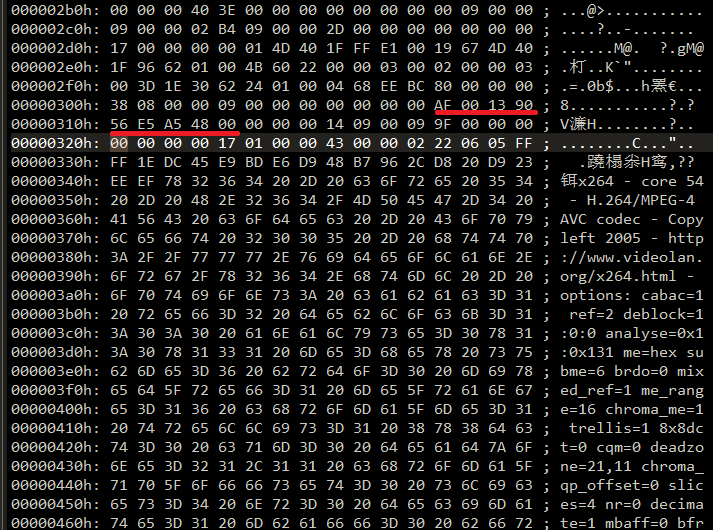 000002b0h: 00 00 00 40 3E 00 00 00 00 00 00 00 00 09 00 00 ; ...@>...........
000002c0h: 09 00 00 02 B4 09 00 00 2D 00 00 00 00 00 00 00 ; ....?..-.......
000002d0h: 17 00 00 00 00 01 4D 40 1F FF E1 00 19 67 4D 40 ; ......M@. ?.gM@
000002e0h: 1F 96 62 01 00 4B 60 22 00 00 03 00 02 00 00 03 ; ...K`"........
000002f0h: 00 3D 1E 30 62 24 01 00 04 68 EE BC 80 00 00 00 ; .=.0b$...h罴€...
00000300h: 38 08 00 00 09 00 00 00 00 00 00 00 AF 00 13 90 ; 8...........?.?
00000310h: 56 E5 A5 48 00 00 00 00 14 09 00 09 9F 00 00 00 ; V濂H........?..
00000320h: 00 00 00 00 17 01 00 00 43 00 00 02 22 06 05 FF ; ........C..."..
00000330h: FF 1E DC 45 E9 BD E6 D9 48 B7 96 2C D8 20 D9 23 ; .榻尜H,??
00000340h: EE EF 78 32 36 34 20 2D 20 63 6F 72 65 20 35 34 ; 铒x264 - core 54
00000350h: 20 2D 20 48 2E 32 36 34 2F 4D 50 45 47 2D 34 20 ; - H.264/MPEG-4
00000360h: 41 56 43 20 63 6F 64 65 63 20 2D 20 43 6F 70 79 ; AVC codec - Copy
00000370h: 6C 65 66 74 20 32 30 30 35 20 2D 20 68 74 74 70 ; left 2005 - http
00000380h: 3A 2F 2F 77 77 77 2E 76 69 64 65 6F 6C 61 6E 2E ; ://www.videolan.
00000390h: 6F 72 67 2F 78 32 36 34 2E 68 74 6D 6C 20 2D 20 ; org/x264.html -
000003a0h: 6F 70 74 69 6F 6E 73 3A 20 63 61 62 61 63 3D 31 ; options: cabac=1
000003b0h: 20 72 65 66 3D 32 20 64 65 62 6C 6F 63 6B 3D 31 ; ref=2 deblock=1
000003c0h: 3A 30 3A 30 20 61 6E 61 6C 79 73 65 3D 30 78 31 ; :0:0 analyse=0x1
000003d0h: 3A 30 78 31 33 31 20 6D 65 3D 68 65 78 20 73 75 ; :0x131 me=hex su
000003e0h: 62 6D 65 3D 36 20 62 72 64 6F 3D 30 20 6D 69 78 ; bme=6 brdo=0 mix
000003f0h: 65 64 5F 72 65 66 3D 31 20 6D 65 5F 72 61 6E 67 ; ed_ref=1 me_rang
00000400h: 65 3D 31 36 20 63 68 72 6F 6D 61 5F 6D 65 3D 31 ; e=16 chroma_me=1
00000410h: 20 74 72 65 6C 6C 69 73 3D 31 20 38 78 38 64 63 ; trellis=1 8x8dc
00000420h: 74 3D 30 20 63 71 6D 3D 30 20 64 65 61 64 7A 6F ; t=0 cqm=0 deadzo
00000430h: 6E 65 3D 32 31 2C 31 31 20 63 68 72 6F 6D 61 5F ; ne=21,11 chroma_
00000440h: 71 70 5F 6F 66 66 73 65 74 3D 30 20 73 6C 69 63 ; qp_offset=0 slic
00000450h: 65 73 3D 34 20 6E 72 3D 30 20 64 65 63 69 6D 61 ; es=4 nr=0 decima
00000460h: 74 65 3D 31 20 6D 62 61 66 66 3D 30 20 62 66 72 ; te=1 mbaff=0 bfr